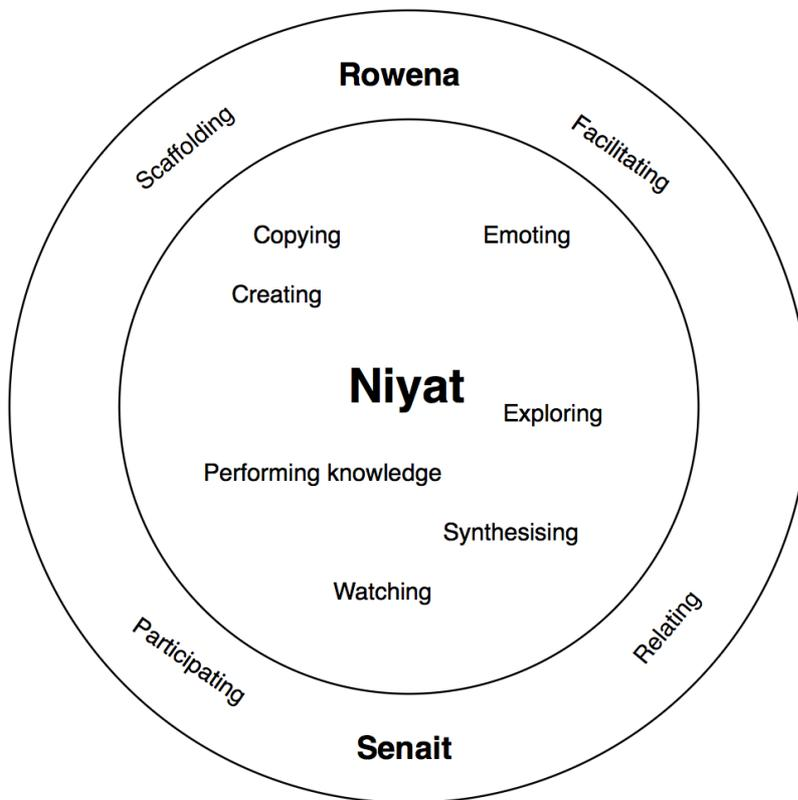 Rowena
Scaffolding
Facilitating
Copying
Emoting
Creating
Niyat
Exploring
Performing knowledge
Synthesising
Watching
Participating
Relating
Senait